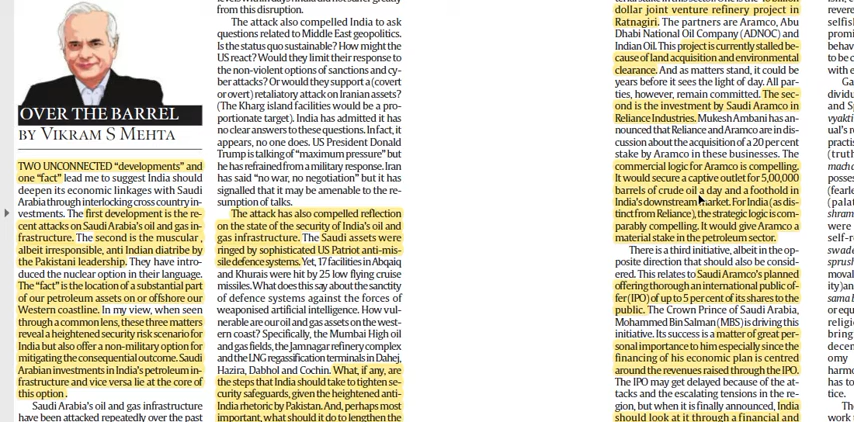 OVER THE BARREL
BY VIKRAM S MEHTA
TWO UNCONNECTED "developments" and
one "fact" lead me to suggest India should
deepen its economic linkages with Saudi
Arabia through interlocking cross country in-
vestments. The first development is the re-
cent attacks on Saudi Arabia's oil and gas in-
frastructure. The second is the muscular,
albeit irresponsible, anti Indian diatribe by
the Pakistani leadership. They have intro-
duced the nuclear option in their language.
The "fact" is the location of a substantial part
of our petroleum assets on or offshore our
Western coastline. In my view, when seen
through a common lens, these three matters
reveal a heightened security risk scenario for
India but also offer a non-military option for
mitigating the consequential outcome. Saudi
Arabian investments in India's petroleum in-
frastructure and vice versa lie at the core of
this option.
Saudi Arabia's oil and gas infrastructure
have been attacked repeatedly over the past
from this disruption.
The attack also compelled India to ask
questions related to Middle East geopolitics.
Is the status quo sustainable? How might the
US react? Would they limit their response to
the non-violent options of sanctions and cy-
ber attacks? Or would they support a (covert
or overt) retaliatory attack on Iranian assets?
(The Kharg island facilities would be a pro-
portionate target). India has admitted it has
no clear answers to these questions. In fact, it
appears, no one does. US President Donald
Trump is talking of "maximum pressure" but
he has refrained from a military response. Iran
has said "no war, no negotiation" but it has
signalled that it may be amenable to the re-
sumption of talks.
The attack has also compelled reflection
on the state of the security of India's oil and
gas infrastructure. The Saudi assets were
ringed by sophisticated US Patriot anti-mis-
sile defence systems. Yet, 17 facilities in Abqaiq
and Khurais were hit by 25 low flying cruise
missiles. What does this say about the sanctity
of defence systems against the forces of
weaponised artificial intelligence. How vul-
nerable are our oil and gas assets on the west-
ern coast? Specifically, the Mumbai High oil
and gas fields, the Jamnagar refinery complex
and the LNG regassification terminals in Dahej,
Hazira, Dabhol and Cochin. What, if any, are
the steps that India should take to tighten se-
curity safeguards, given the heightened anti-
India rhetoric by Pakistan. And, perhaps most
important, what should it do to lengthen the
dollar joint venture refinery project in
Ratnagiri. The partners are Aramco, Abu
Dhabi National Oil Company (ADNOC) and
Indian Oil. This project is currently stalled be-
cause of land acquisition and environmental
clearance. And as matters stand, it could be
years before it sees the light of day. All par-
ties, however, remain committed. The sec-
ond is the investment by Saudi Aramco in
Reliance Industries. Mukesh Ambani has an-
nounced that Reliance and Aramco are in dis-
cussion about the acquisition of a 20 per cent
stake by Aramco in these businesses. The
commercial logic for Aramco is compelling.
It would secure a captive outlet for 5,00,000
barrels of crude oil a day and a foothold in
India's downstream market. For India (as dis-
tinct from Reliance), the strategic logic is com-
parably compelling. It would give Aramco a
material stake in the petroleum sector.
There is a third initiative, albeit in the op-
posite direction that should also be consid-
ered. This relates to Saudi Aramco's planned
offering thorough an international public of-
fer (IPO) of up to 5 per cent of its shares to the
public. The Crown Prince of Saudi Arabia,
Mohammed Bin Salman (MBS) is driving this
initiative. Its success is a matter of great per-
sonal importance to him especially since the
financing of his economic plan is centred
around the revenues raised through the IPO.
The IPO may get delayed because of the at-
tacks and the escalating tensions in the re-
gion, but when it is finally announced, India
should look at it through a financial and